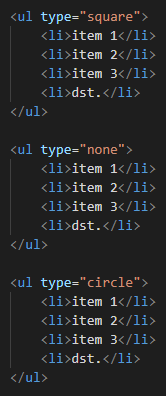 <ul type="square">
<li>item 1</li>
<li>item 2</li>
<li>item 3</li>
<li>dst.</li>
</ul>
<ul type="none">
<li>item 1</li>
<li>item 2</li>
<li>item 3</li>
<li>dst.</li>
</ul>
<ul type="circle">
<li>item 1</li>
<li>item 2</li>
<li>item 3</li>
<li>dst.</li>
</ul>